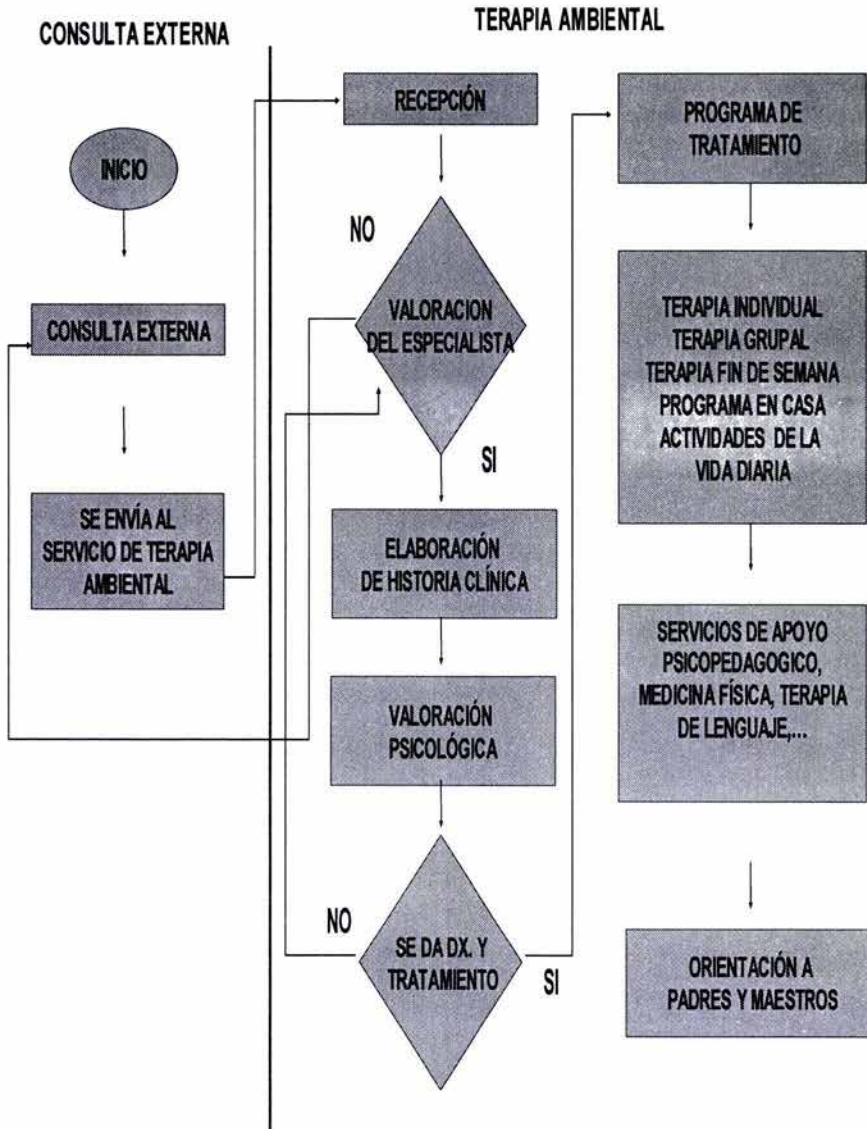 CONSULTA EXTERNA
TERAPIA AMBIENTAL
INICIO
CONSULTA EXTERNA
SE ENVÍA AL
SERVICIO DE TERAPIA
AMBIENTAL
RECEPCIÓN
NO
VALORACION
DEL ESPECIALISTA
SI
ELABORACIÓN
DE HISTORIA CLÍNICA
VALORACIÓN
PSICOLÓGICA
NO
SE DA DX. Y
TRATAMIENTO
SI
PROGRAMA DE
TRATAMIENTO
TERAPIA INDIVIDUAL
TERAPIA GRUPAL
TERAPIA FIN DE SEMANA
PROGRAMA EN CASA
ACTIVIDADES DE LA
VIDA DIARIA
SERVICIOS DE APOYO
PSICOPEDAGOGICO,
MEDICINA FÍSICA, TERAPIA
DE LENGUAJE,...
ORIENTACIÓN A
PADRES Y MAESTROS